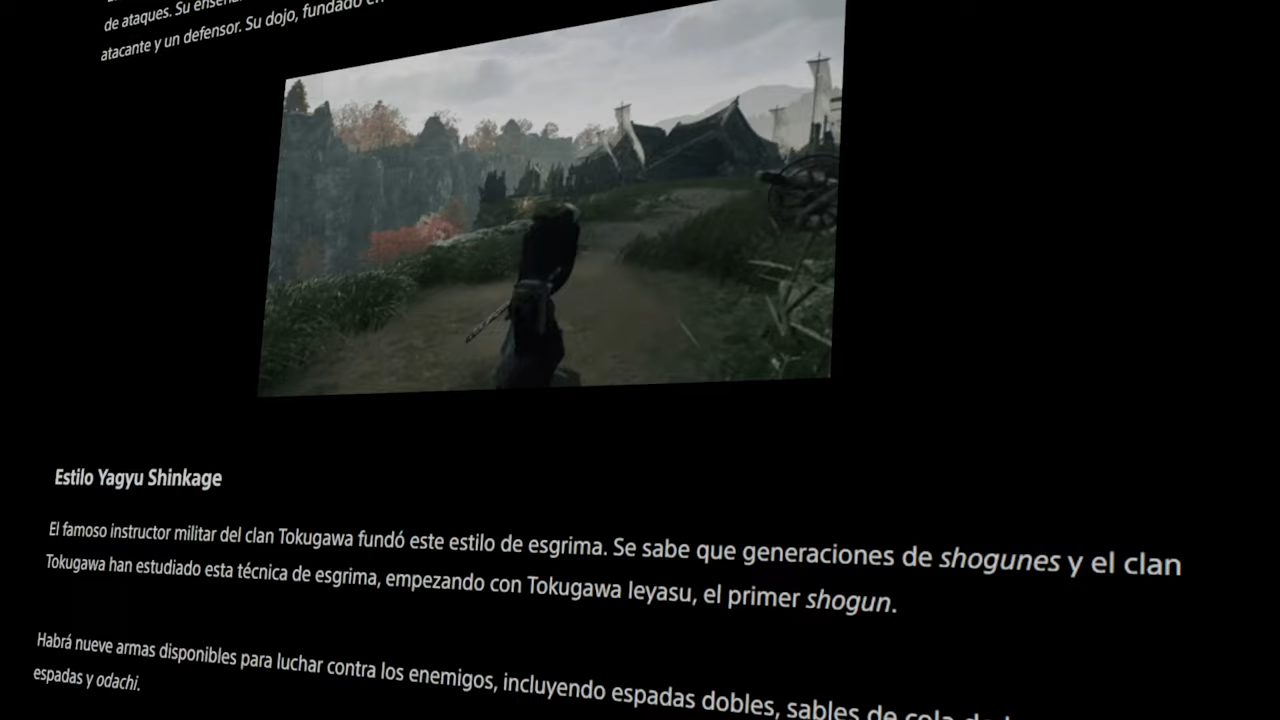 de ataques. Su
atacante y un defensor. Su dojo, fundado
Estilo Yagyu Shinkage
El famoso instructor militar del clan Tokugawa fundó este estilo de esgrima. Se sabe que generaciones de shogunes y el clan
Tokugawa han estudiado esta técnica de esgrima, empezando con Tokugawa Ieyasu, el primer shogun.
Habrá nueve armas disponibles para luchar contra los enemigos, incluyendo espadas dobles, sables de
espadas y odachi.